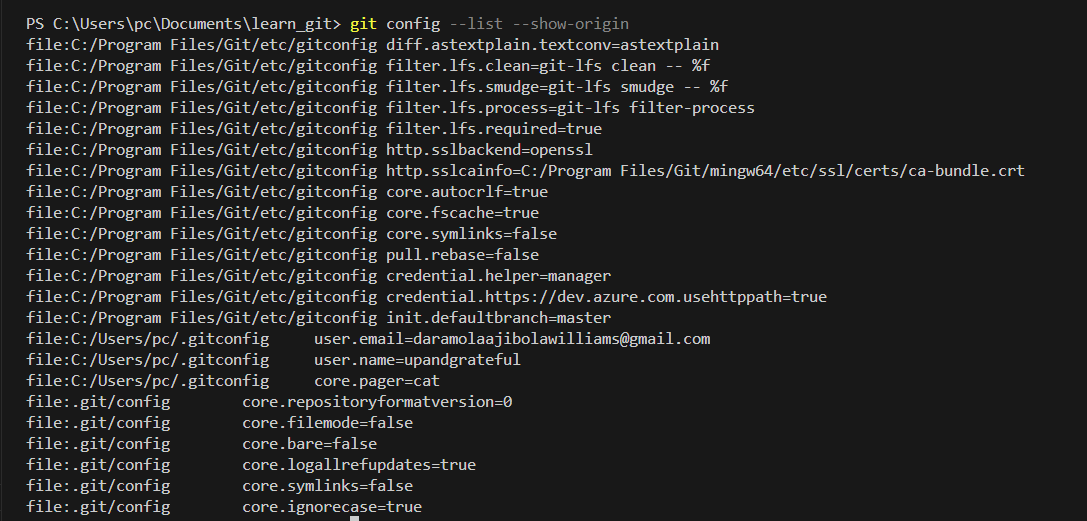 PS C:\Users\pc\Documents\learn_git> git config --list --show-origin
file:C:/Program Files/Git/etc/gitconfig diff.astextplain.textconv=astextplain
file:C:/Program Files/Git/etc/gitconfig filter.lfs.clean=git-lfs clean -- %f
file:C:/Program Files/Git/etc/gitconfig filter.lfs.smudge=git-lfs smudge -- %f
file:C:/Program Files/Git/etc/gitconfig filter.lfs.process=git-lfs filter-process
file:C:/Program Files/Git/etc/gitconfig filter.lfs.required=true
file:C:/Program Files/Git/etc/gitconfig http.sslbackend=openssl
file:C:/Program Files/Git/etc/gitconfig http.sslcainfo=C:/Program Files/Git/mingw64/etc/ssl/certs/ca-bundle.crt
file:C:/Program Files/Git/etc/gitconfig core.autocrlf=true
file:C:/Program Files/Git/etc/gitconfig core.fscache=true
file:C:/Program Files/Git/etc/gitconfig core.symlinks=false
file:C:/Program Files/Git/etc/gitconfig pull.rebase=false
file:C:/Program Files/Git/etc/gitconfig credential.helper=manager
file:C:/Program Files/Git/etc/gitconfig credential.https://dev.azure.com.usehttppath=true
file:C:/Program Files/Git/etc/gitconfig init.defaultbranch=master
file:C:/Users/pc/.gitconfig     user.email=daramolaajibolawilliams@gmail.com
file:C:/Users/pc/.gitconfig     user.name=upandgrateful
file:C:/Users/pc/.gitconfig     core.pager=cat
file:.git/config        core.repositoryformatversion=0
file:.git/config        core.filemode=false
file:.git/config        core.bare=false
file:.git/config        core.logallrefupdates=true
file:.git/config        core.symlinks=false
file:.git/config        core.ignorecase=true